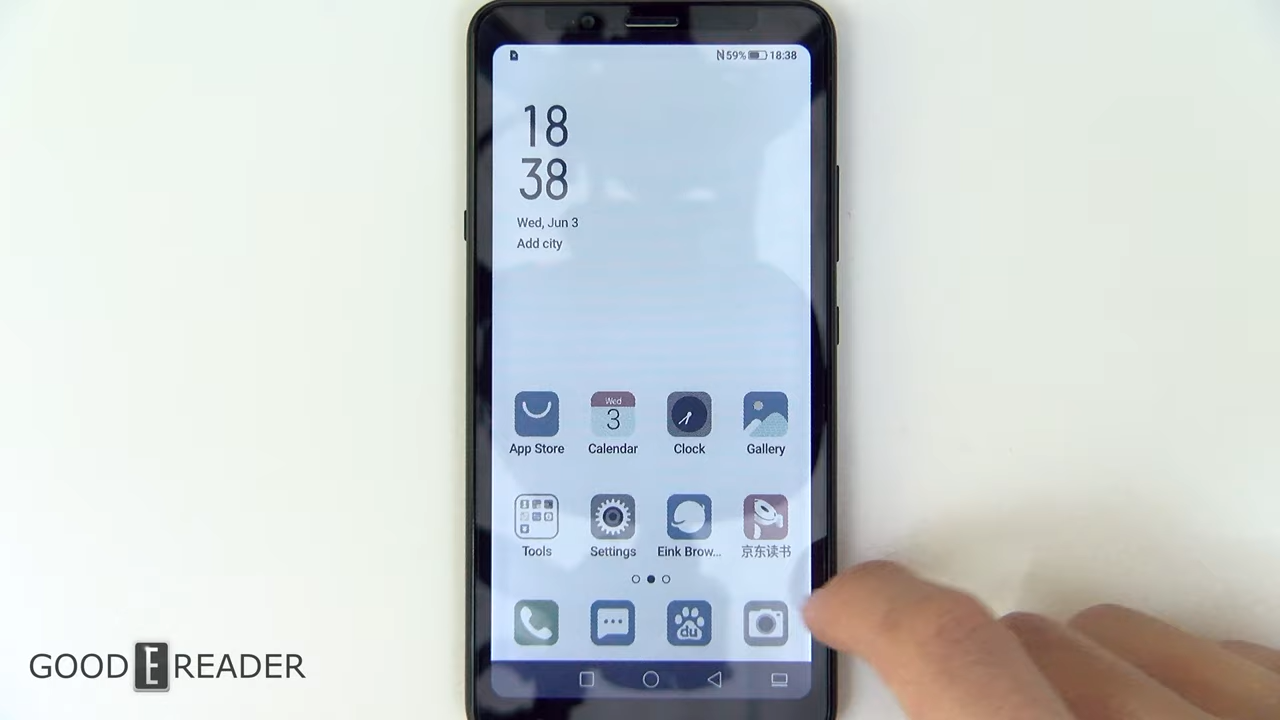 59% 18:38
18
38
Wed, Jun 3
Add city
Wed
3
App Store Calendar Clock Gallery
Tools Settings Eink Brow... 京东读书
du
GOOD E READER